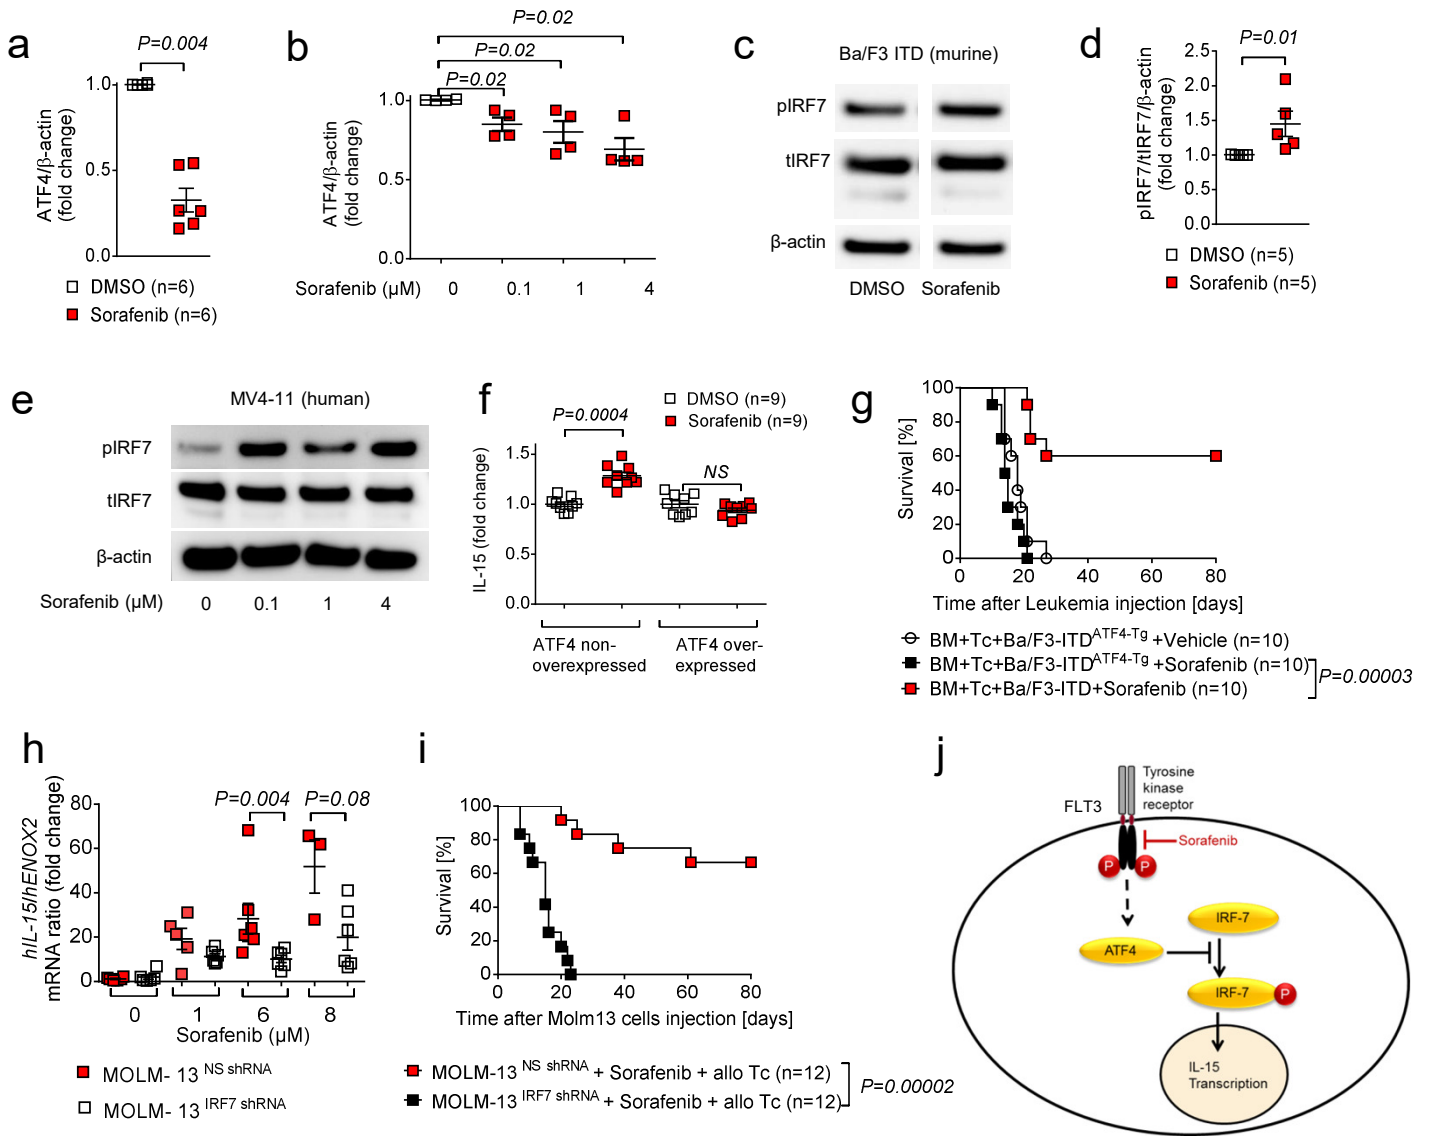 a
P=0.004
1.0
0.5
0.0
ATF4/β-actin
(fold change)
DMSO (n=6)
Sorafenib (n=6)
b
P=0.02
P=0.02
P=0.02
1.0
0.5
0.0
ATF4/β-actin
(fold change)
Sorafenib (µM) 0 0.1 1 4
c
Ba/F3 ITD (murine)
pIRF7
tIRF7
β-actin
DMSO Sorafenib
d
P=0.01
2.5
2.0
1.5
1.0
0.5
0.0
pIRF7/tIRF7/β-actin
(fold change)
DMSO (n=5)
Sorafenib (n=5)
e
MV4-11 (human)
pIRF7
tIRF7
β-actin
Sorafenib (µM) 0 0.1 1 4
f
DMSO (n=9)
Sorafenib (n=9)
P=0.0004
NS
1.5
1.0
0.5
0.0
IL-15 (fold change)
ATF4 non-
overexpressed
ATF4 over-
expressed
g
100
80
60
40
20
0
Survival [%]
0 20 40 60 80
Time after Leukemia injection [days]
BM+Tc+Ba/F3-ITD^ATF4-Tg +Vehicle (n=10)
BM+Tc+Ba/F3-ITD^ATF4-Tg +Sorafenib (n=10)
BM+Tc+Ba/F3-ITD+Sorafenib (n=10)
P=0.00003
h
80
60
40
20
0
hIL-15/hENOX2
mRNA ratio (fold change)
P=0.004
P=0.08
0 1 6 8
Sorafenib (µM)
MOLM- 13 NS shRNA
MOLM- 13 IRF7 shRNA
i
100
80
60
40
20
0
Survival [%]
0 20 40 60 80
Time after Molm13 cells injection [days]
MOLM-13 NS shRNA + Sorafenib + allo Tc (n=12)
MOLM-13 IRF7 shRNA + Sorafenib + allo Tc (n=12)
P=0.00002
j
Tyrosine
kinase
receptor
FLT3
Sorafenib
P
P
IRF-7
ATF4
IRF-7
P
IL-15
Transcription